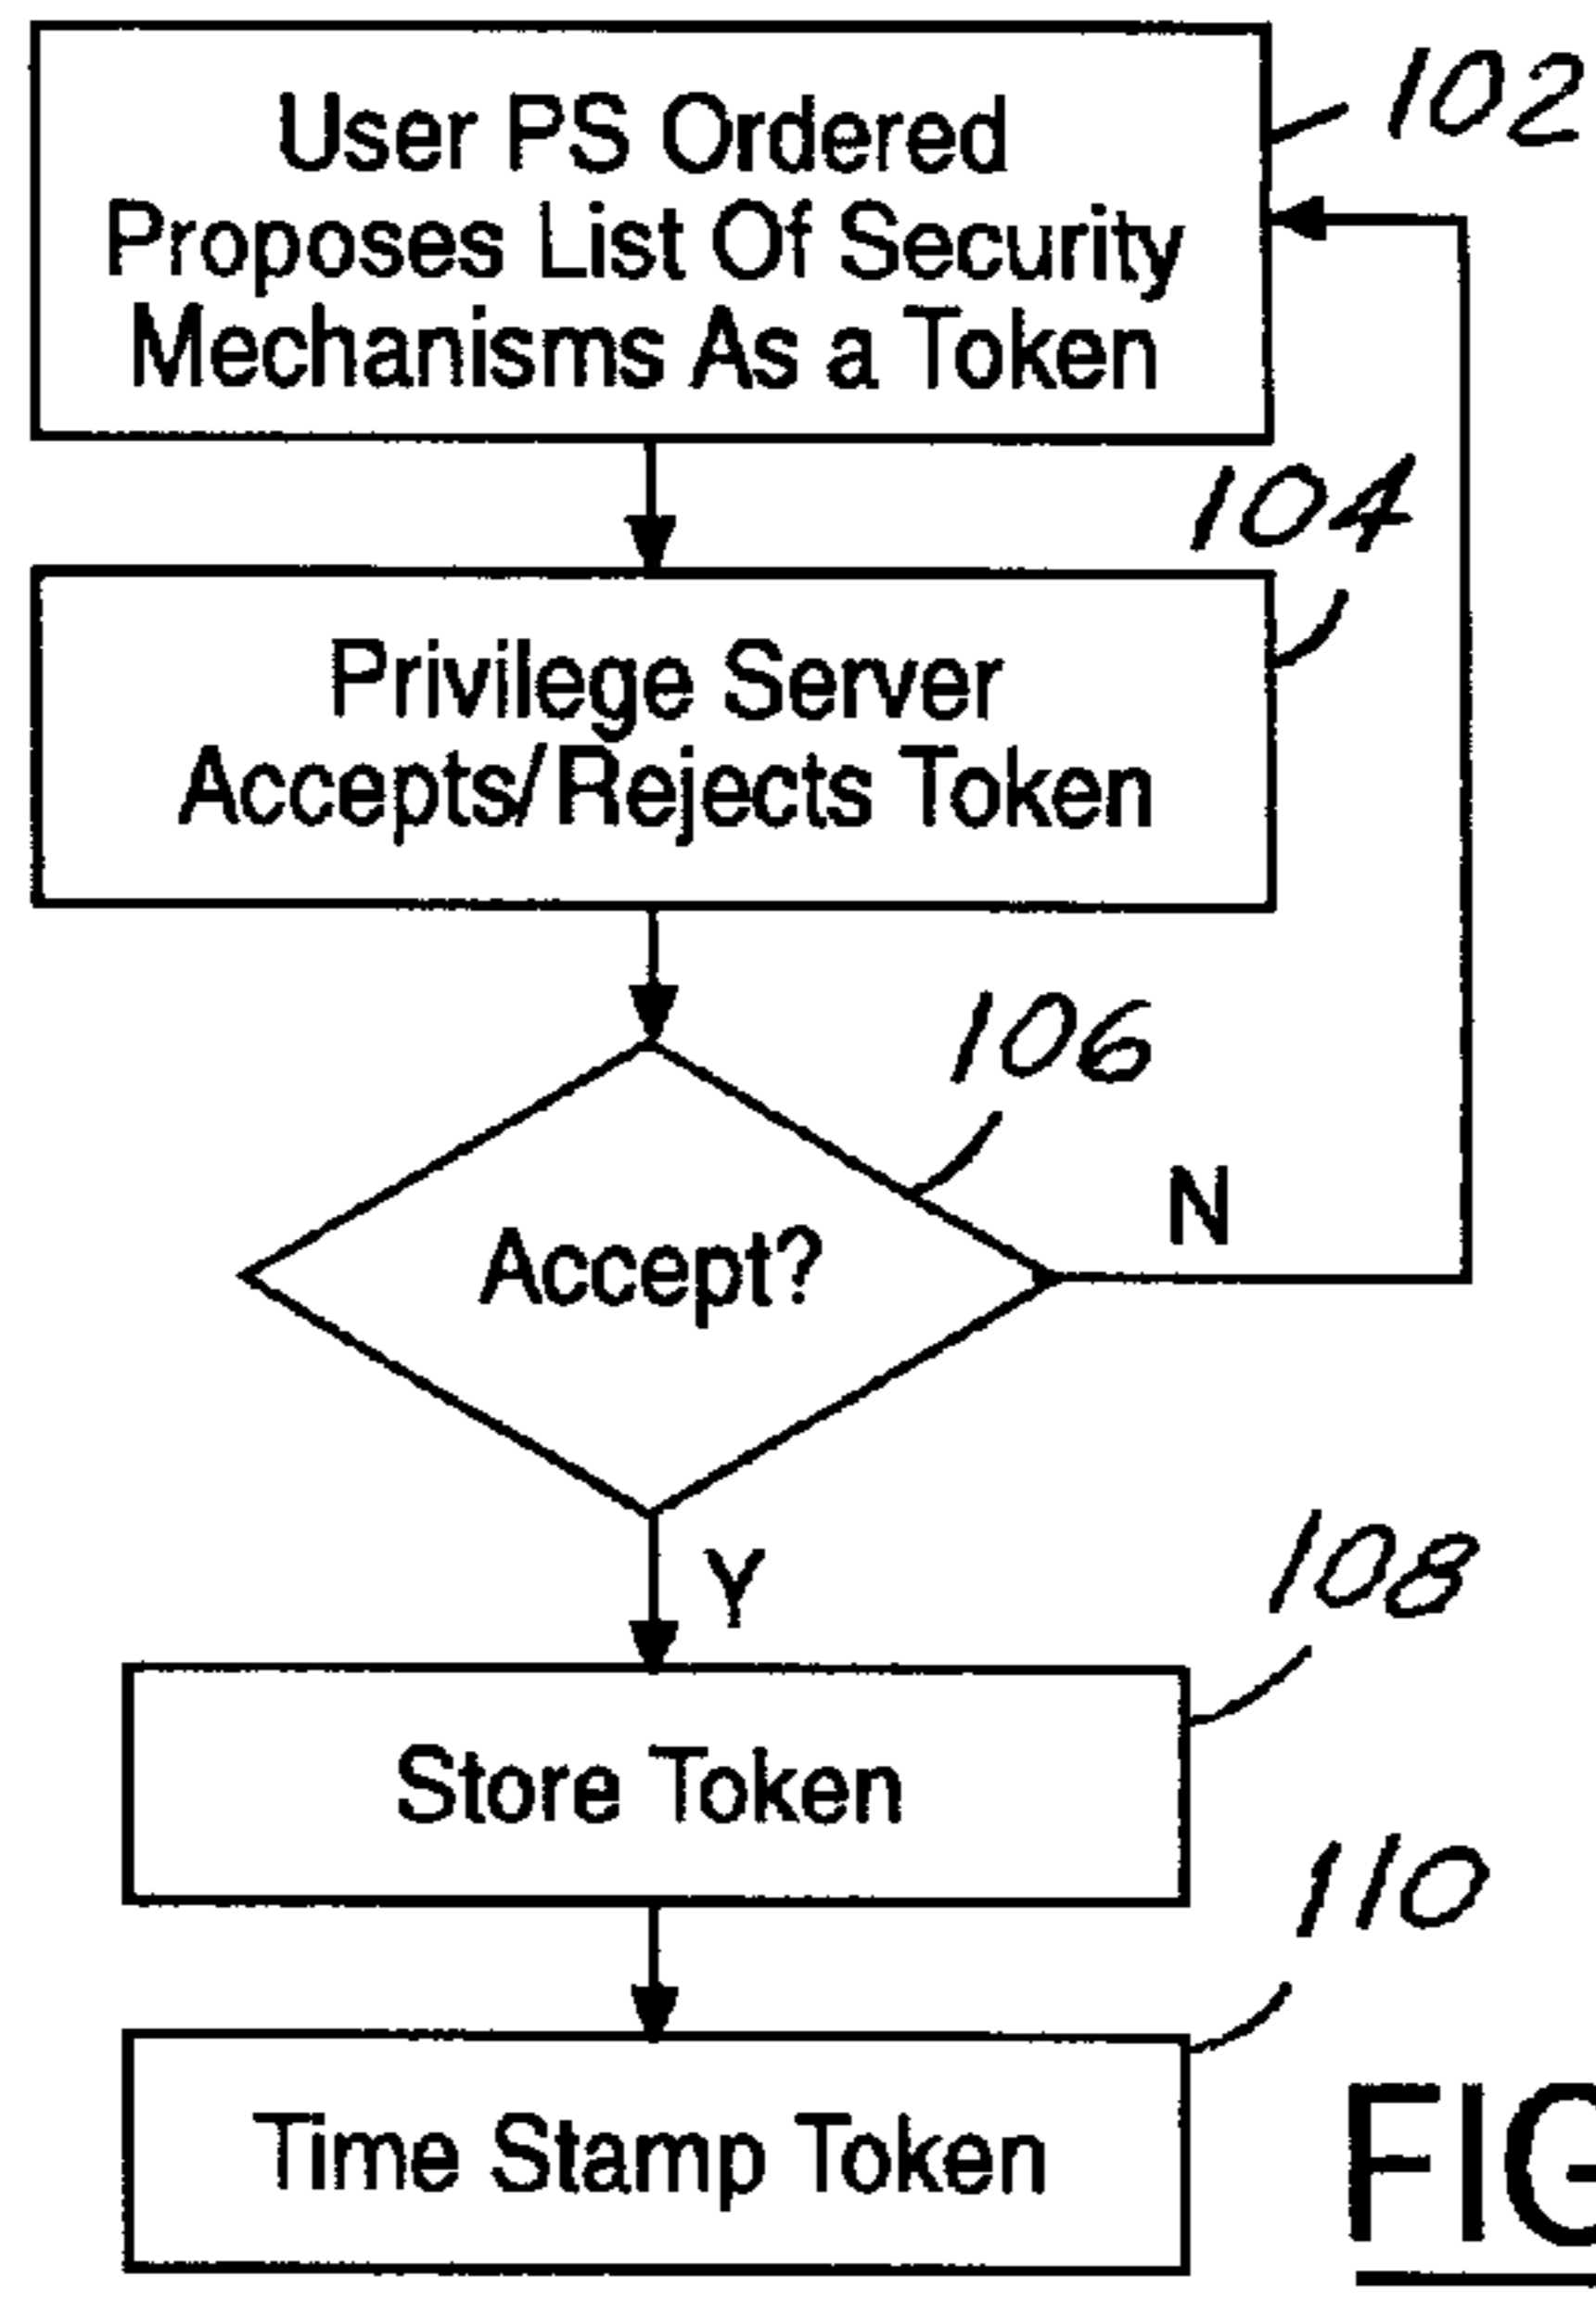 User PS Ordered
Proposes List Of Security
Mechanisms As a Token
102
104
Privilege Server
Accepts/Rejects Token
106
Accept?
N
Y
108
Store Token
110
Time Stamp Token
FIG